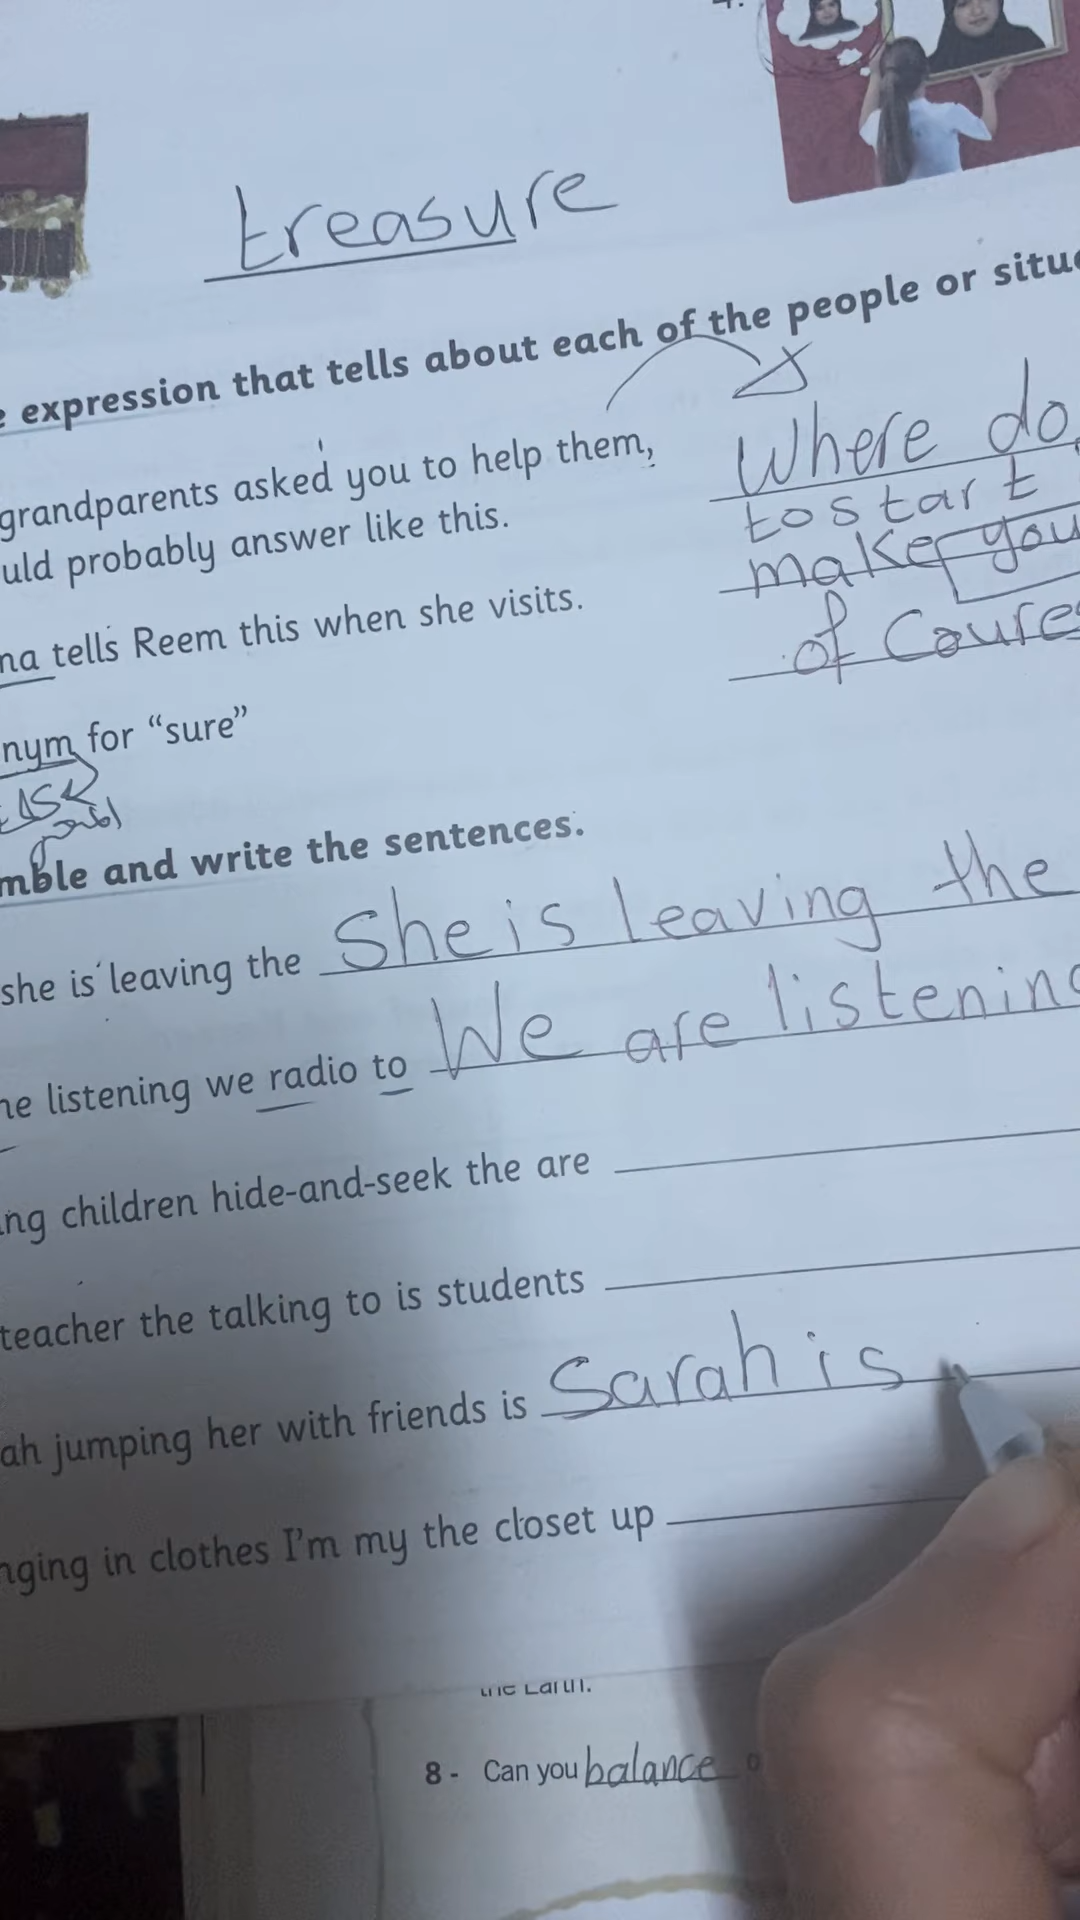 4.
treasure
expression that tells about each of the people or situ
grandparents asked you to help them,
uld probably answer like this.
Where do
to start
na tells Reem this when she visits.
make you
nym for "sure"
of Coure
ASK
mble and write the sentences.
she is leaving the She is leaving the
he listening we radio to We are listening
ing children hide-and-seek the are
teacher the talking to is students
ah jumping her with friends is Sarah is
nging in clothes I'm my the closet up
the Earth.
8 - Can you balance